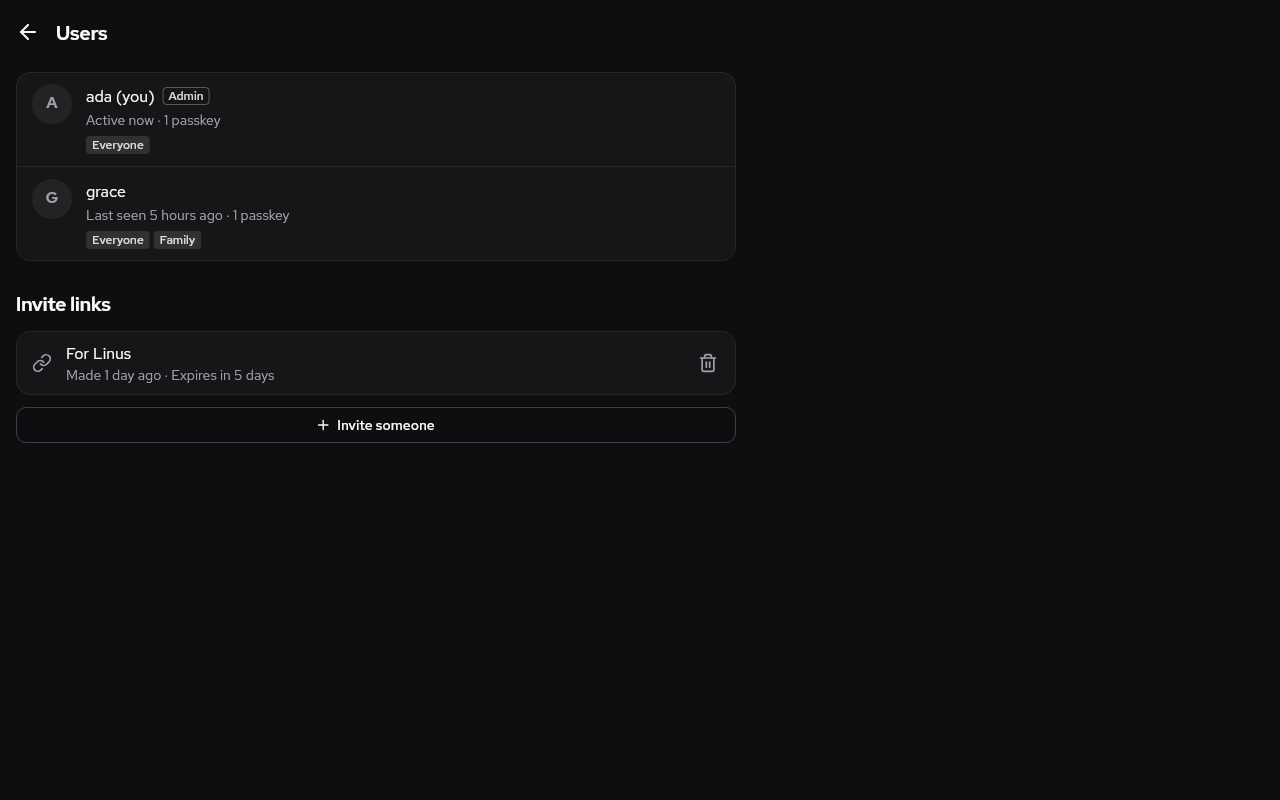 Users
A
ada (you) Admin
Active now · 1 passkey
Everyone
G
grace
Last seen 5 hours ago · 1 passkey
Everyone Family
Invite links
For Linus
Made 1 day ago · Expires in 5 days
Invite someone